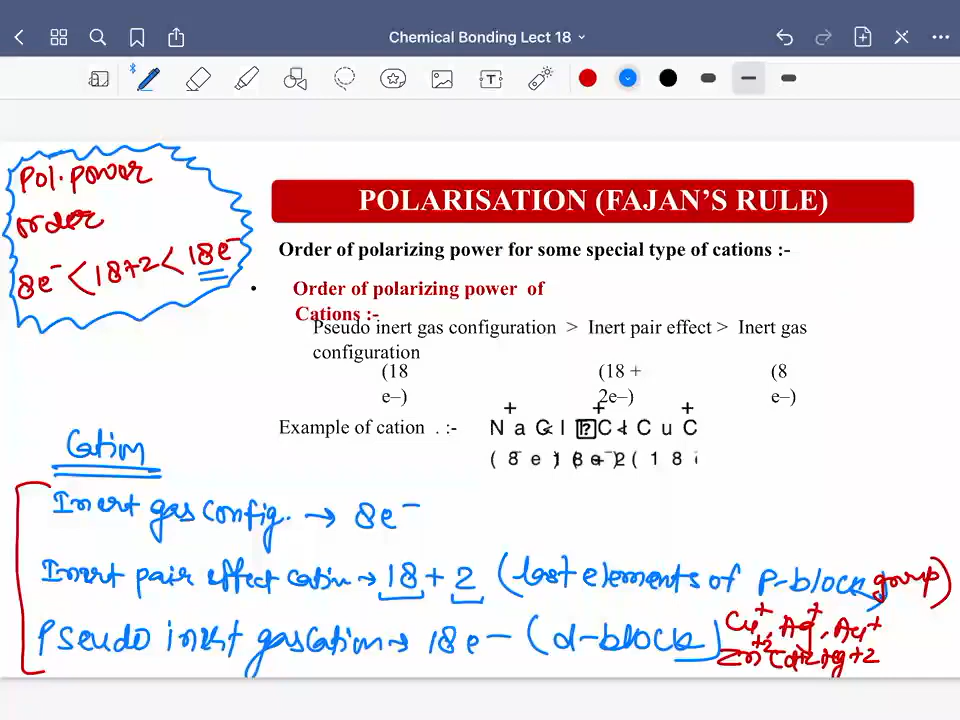 Chemical Bonding Lect 18
Pol. power
order
8e⁻ < 18+2 < 18e⁻
POLARISATION (FAJAN'S RULE)
Order of polarizing power for some special type of cations :-
• Order of polarizing power of
Cations :-
Pseudo inert gas configuration > Inert pair effect > Inert gas
configuration
(18 (18 + (8
e–) 2e–) e–)
Example of cation . :-
Cation
Inert gas config. → 8e⁻
Inert pair effect cation → 18 + 2 (last elements of p-block group)
Pseudo inert gas cation → 18e⁻ (d-block)
Cu⁺, Ag⁺, Au⁺